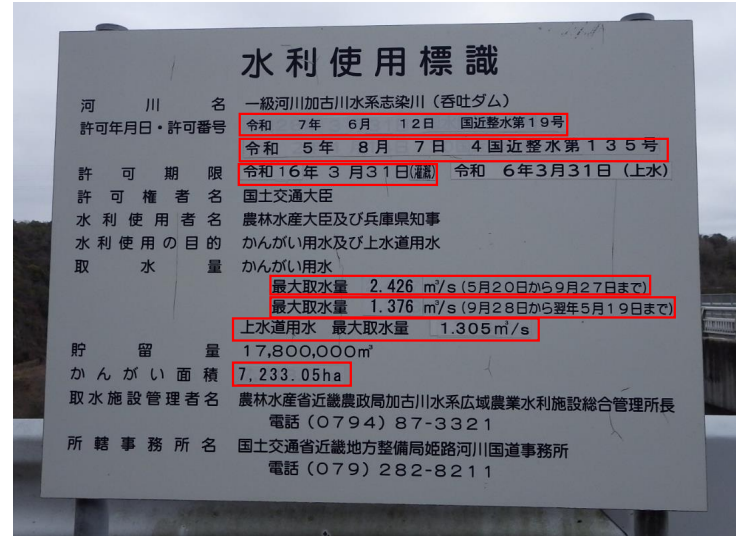 水利使用標識
河川名 一級河川加古川水系志染川（呑吐ダム）
許可年月日・許可番号 令和 7年 6月 12日 国近整水第19号
令和 5年 8月 7日 4国近整水第135号
許可期限 令和16年3月31日(灌漑) 令和 6年3月31日（上水）
許可権者名 国土交通大臣
水利使用者名 農林水産大臣及び兵庫県知事
水利使用の目的 かんがい用水及び上水道用水
取水量 かんがい用水
最大取水量 2.426 ㎥/s (5月20日から9月27日まで)
最大取水量 1.376 ㎥/s (9月28日から翌年5月19日まで)
上水道用水 最大取水量 1.305㎥/s
貯留量 17,800,000㎥
かんがい面積 7,233.05ha
取水施設管理者名 農林水産省近畿農政局加古川水系広域農業水利施設総合管理所長
電話（0794）87-3321
所轄事務所名 国土交通省近畿地方整備局姫路河川国道事務所
電話（079）282-8211